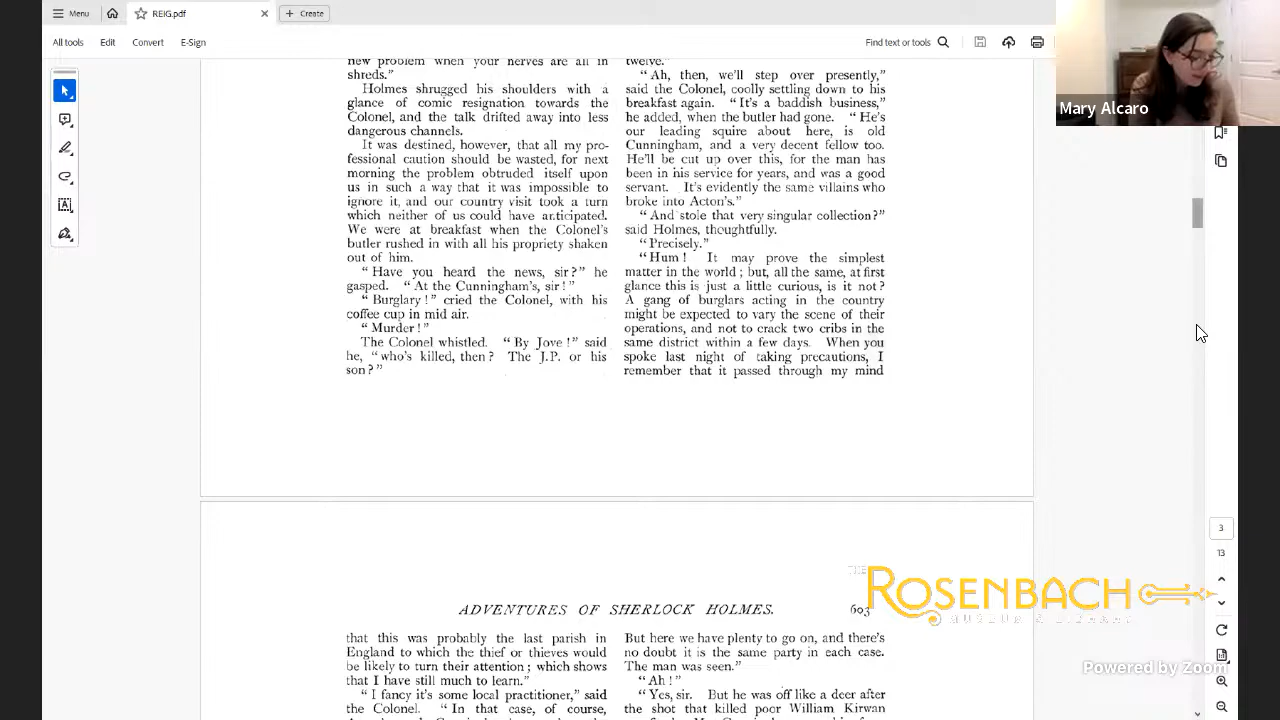 Menu
REIG.pdf
Create
All tools
Edit
Convert
E-Sign
Find text or tools
Mary Alcaro
new problem when your nerves are all in
shreds."
Holmes shrugged his shoulders with a
glance of comic resignation towards the
Colonel, and the talk drifted away into less
dangerous channels.
It was destined, however, that all my pro-
fessional caution should be wasted, for next
morning the problem obtruded itself upon
us in such a way that it was impossible to
ignore it, and our country visit took a turn
which neither of us could have anticipated.
We were at breakfast when the Colonel's
butler rushed in with all his propriety shaken
out of him.
"Have you heard the news, sir?" he
gasped. "At the Cunningham's, sir!"
"Burglary!" cried the Colonel, with his
coffee cup in mid air.
"Murder!"
The Colonel whistled. "By Jove!" said
he, "who's killed, then? The J.P. or his
son?"
twelve."
"Ah, then, we'll step over presently,"
said the Colonel, coolly settling down to his
breakfast again. "It's a baddish business,"
he added, when the butler had gone. "He's
our leading squire about here, is old
Cunningham, and a very decent fellow too.
He'll be cut up over this, for the man has
been in his service for years, and was a good
servant. It's evidently the same villains who
broke into Acton's."
"And stole that very singular collection?"
said Holmes, thoughtfully.
"Precisely."
"Hum! It may prove the simplest
matter in the world; but, all the same, at first
glance this is just a little curious, is it not?
A gang of burglars acting in the country
might be expected to vary the scene of their
operations, and not to crack two cribs in the
same district within a few days. When you
spoke last night of taking precautions, I
remember that it passed through my mind
3
13
ADVENTURES OF SHERLOCK HOLMES. 603
that this was probably the last parish in
England to which the thief or thieves would
be likely to turn their attention; which shows
that I have still much to learn."
"I fancy it's some local practitioner," said
the Colonel. "In that case, of course,
But here we have plenty to go on, and there's
no doubt it is the same party in each case.
The man was seen."
"Ah!"
"Yes, sir. But he was off like a deer after
the shot that killed poor William Kirwan
THE
ROSENBACH
MUSEUM & LIBRARY
Powered by Zoom